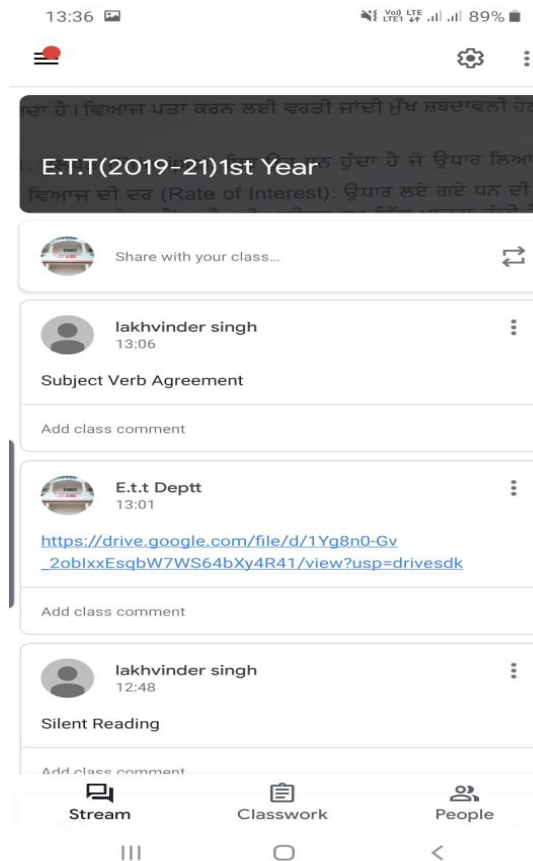 13:36 Vo) LTE LTE1 89%
ਦਾ ਹੈ। ਵਿਆਜ ਪਤਾ ਕਰਨ ਲਈ ਵਰਤੀ ਜਾਂਦੀ ਮੁੱਖ ਸ਼ਬਦਾਵਲੀ ਹੇਠ
E.T.T(2019-21)1st Year
ਹੁੰਦਾ ਹੈ ਜੋ ਉਧਾਰ ਲਿਆ
ਵਿਆਜ ਦੀ ਦਰ (Rate of Interest): ਉਧਾਰ ਲਏ ਗਏ ਧਨ ਦੀ
Share with your class...
lakhvinder singh
13:06
Subject Verb Agreement
Add class comment
E.t.t Deptt
13:01
https://drive.google.com/file/d/1Yg8n0-Gv
_2obIxxEsqbW7WS64bXy4R41/view?usp=drivesdk
Add class comment
lakhvinder singh
12:48
Silent Reading
Add class comment
Stream Classwork People